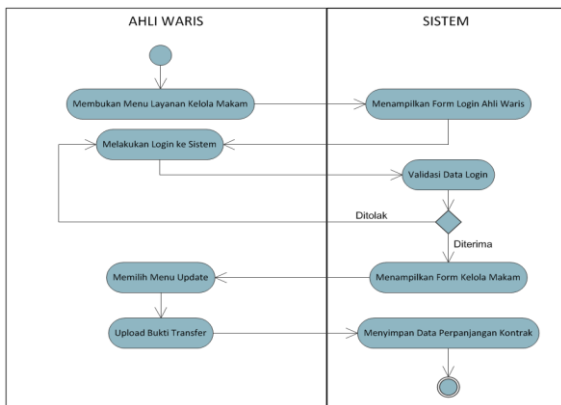 AHLI WARIS
SISTEM
Membukan Menu Layanan Kelola Makam
Menampilkan Form Login Ahli Waris
Melakukan Login ke Sistem
Validasi Data Login
Ditolak
Diterima
Memilih Menu Update
Menampilkan Form Kelola Makam
Upload Bukti Transfer
Menyimpan Data Perpanjangan Kontrak